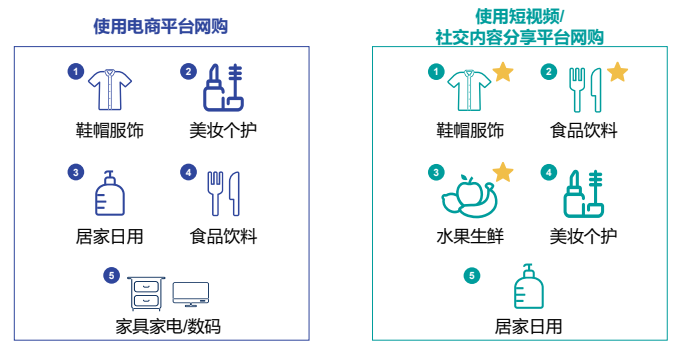 使用电商平台网购
1
鞋帽服饰
2
美妆个护
3
居家日用
4
食品饮料
5
家具家电/数码
使用短视频/
社交内容分享平台网购
1
鞋帽服饰
2
食品饮料
3
水果生鲜
4
美妆个护
5
居家日用